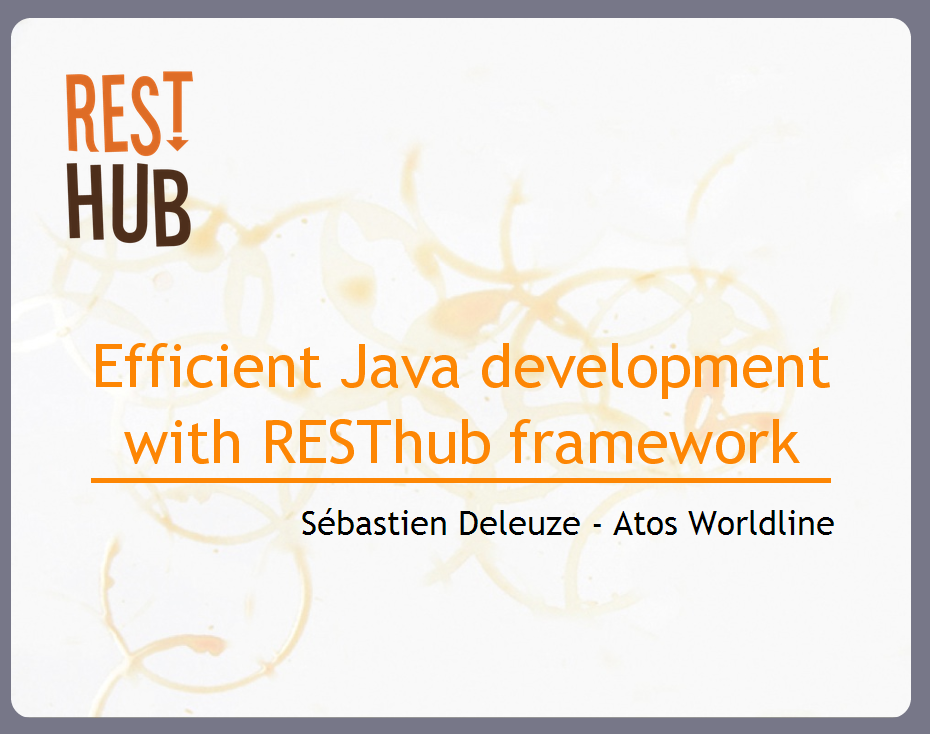 REST
HUB
Efficient Java development
with RESThub framework
Sébastien Deleuze - Atos Worldline